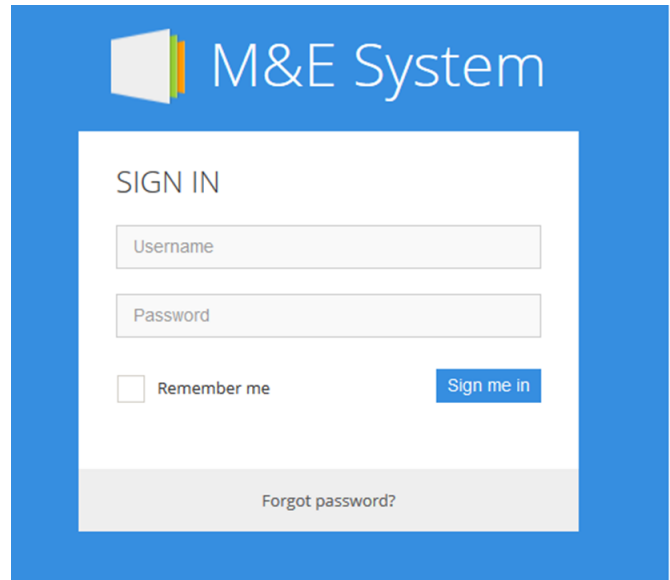 M&E System
SIGN IN
Username
Password
Remember me
Sign me in
Forgot password?